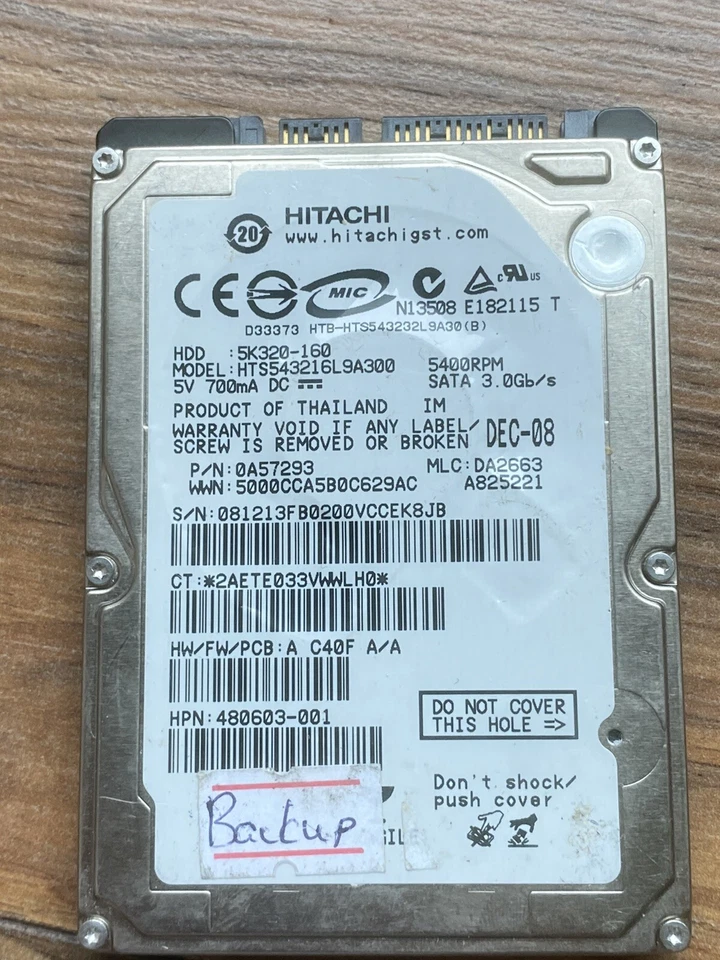 20
HITACHI
www.hitachigst.com
CE MIC C c RU US
N13508 E182115 T
D33373 HTB-HTS543232L9A30(B)
HDD :5K320-160
MODEL:HTS543216L9A300 5400RPM
5V 700mA DC SATA 3.0Gb/s
PRODUCT OF THAILAND IM
WARRANTY VOID IF ANY LABEL/
SCREW IS REMOVED OR BROKEN DEC-08
P/N:0A57293 MLC:DA2663
WWN:5000CCA5B0C629AC A825221
S/N:081213FB0200VCCEK8JB
CT:*2AETE033VWWLH0*
HW/FW/PCB:A C40F A/A
HPN:480603-001
DO NOT COVER
THIS HOLE =>
Don't shock/
push cover
Backup